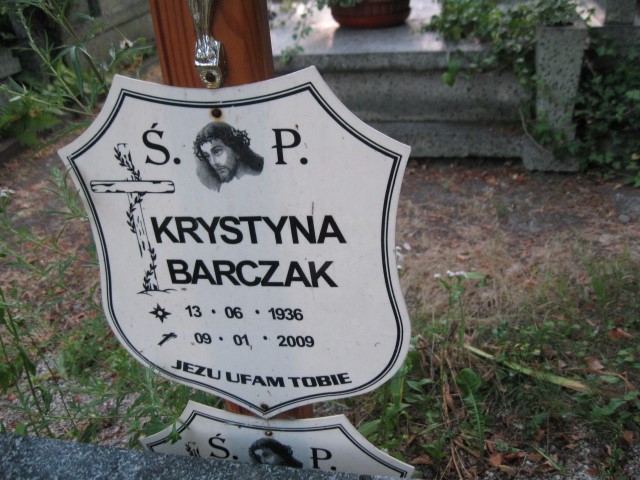 Ś. P.
KRYSTYNA
BARCZAK
13 · 06 · 1936
09 · 01 · 2009
JEZU UFAM TOBIE
Ś. P.